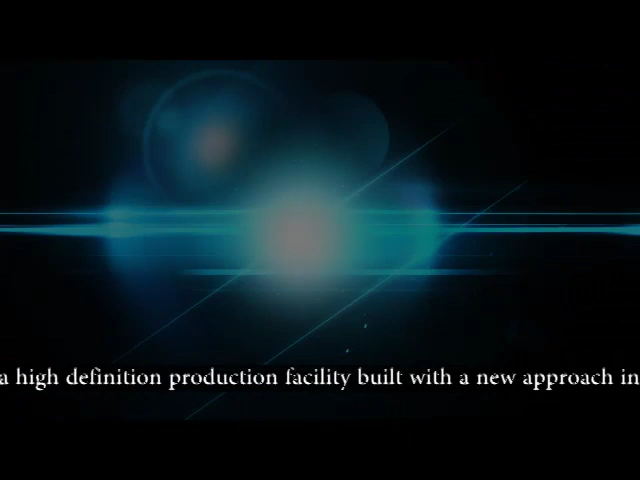 a high definition production facility built with a new approach in